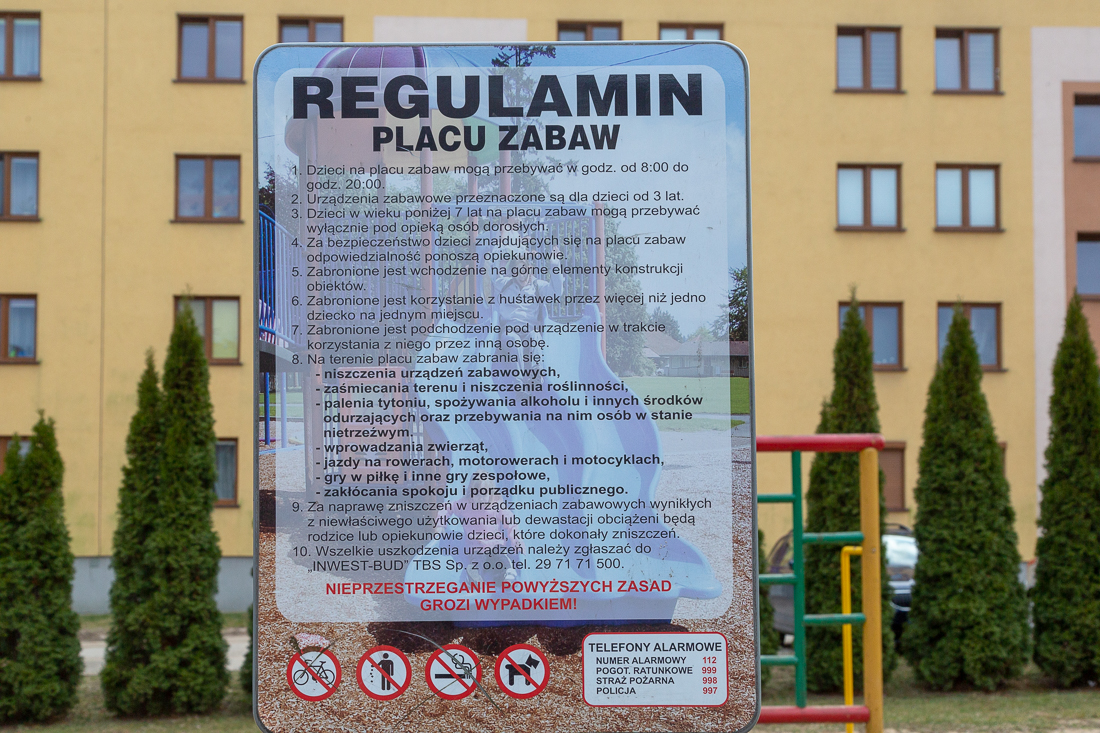 REGULAMIN
PLACU ZABAW
1. Dzieci na placu zabaw mogą przebywać w godz. od 8:00 do
godz. 20:00.
2. Urządzenia zabawowe przeznaczone są dla dzieci od 3 lat.
3. Dzieci w wieku poniżej 7 lat na placu zabaw mogą przebywać
wyłącznie pod opieką osób dorosłych.
4. Za bezpieczeństwo dzieci znajdujących się na placu zabaw
odpowiedzialność ponoszą opiekunowie.
5. Zabronione jest wchodzenie na górne elementy konstrukcji
obiektów.
6. Zabronione jest korzystanie z huśtawek przez więcej niż jedno
dziecko na jednym miejscu.
7. Zabronione jest podchodzenie pod urządzenie w trakcie
korzystania z niego przez inną osobę.
8. Na terenie placu zabaw zabrania się:
- niszczenia urządzeń zabawowych,
- zaśmiecania terenu i niszczenia roślinności,
- palenia tytoniu, spożywania alkoholu i innych środków
odurzających oraz przebywania na nim osób w stanie
nietrzeźwym.
- wprowadzania zwierząt,
- jazdy na rowerach, motorowerach i motocyklach,
- gry w piłkę i inne gry zespołowe,
- zakłócania spokoju i porządku publicznego.
9. Za naprawę zniszczeń w urządzeniach zabawowych wynikłych
z niewłaściwego użytkowania lub dewastacji obciążeni będą
rodzice lub opiekunowie dzieci, które dokonały zniszczeń.
10. Wszelkie uszkodzenia urządzeń należy zgłaszać do
„INWEST-BUD" TBS Sp. z o.o. tel. 29 71 71 500.
NIEPRZESTRZEGANIE POWYŻSZYCH ZASAD
GROZI WYPADKIEM!
TELEFONY ALARMOWE
NUMER ALARMOWY 112
POGOT. RATUNKOWE 999
STRAŻ POŻARNA 998
POLICJA 997